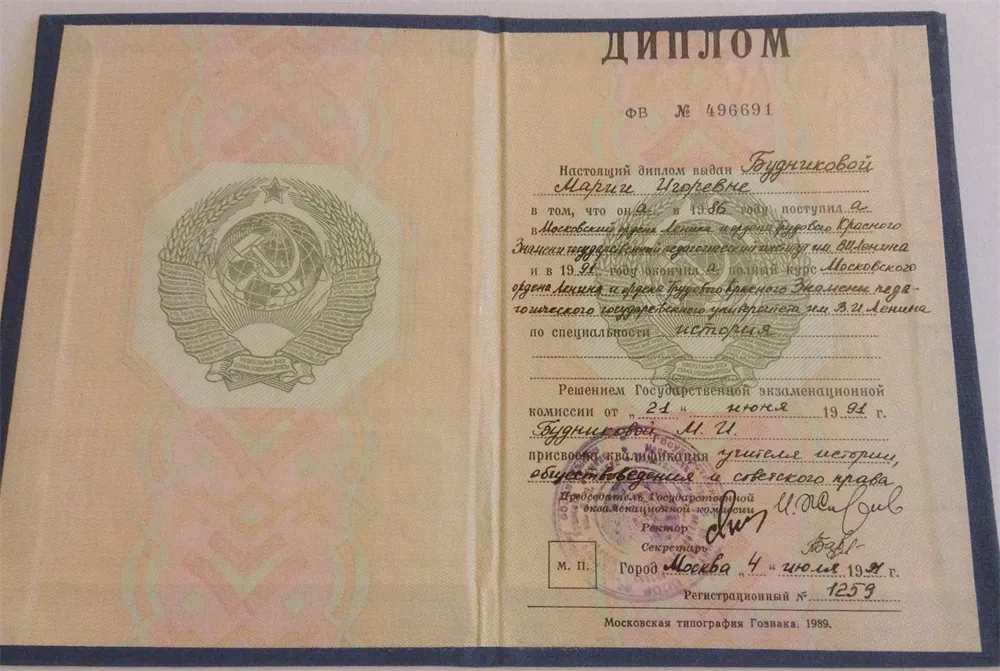 ДИПЛОМ
ФВ № 496691
Настоящий диплом выдан Будниковой
Марии Игоревне
в том, что он а в 1986 году поступил а
в Московский ордена Ленина и ордена Трудового Красного
Знамени государственный педагогический институт им. В.И. Ленина
и в 1991 году окончил а полный курс Московского
ордена Ленина и ордена Трудового Красного Знамени педа-
гогического государственного университета им. В.И. Ленина
по специальности история
Решением Государственной экзаменационной
комиссии от „ 21 “ июня 1991 г.
Будниковой М. И.
присвоена квалификация учителя истории,
обществоведения и советского права
Председатель Государственной
экзаменационной комиссии
Ректор
Секретарь
М. П.
Город Москва „ 4 “ июля 1991 г.
Регистрационный № 1259
Московская типография Гознака. 1989.